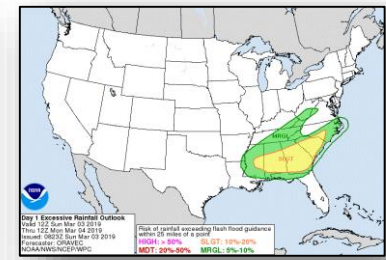 MRGL
SLGT
NOAA
Day 1 Excessive Rainfall Outlook
Valid 12Z Sun Mar 03 2019
Thru 12Z Mon Mar 04 2019
Issued: 0823Z Sun Mar 03 2019
Forecaster: ORAVEC
NOAA/NWS/NCEP/WPC
Risk of rainfall exceeding flash flood guidance
within 25 miles of a point
HIGH: > 50% SLGT: 10%-20%
MDT: 20%-50% MRGL: 5%-10%